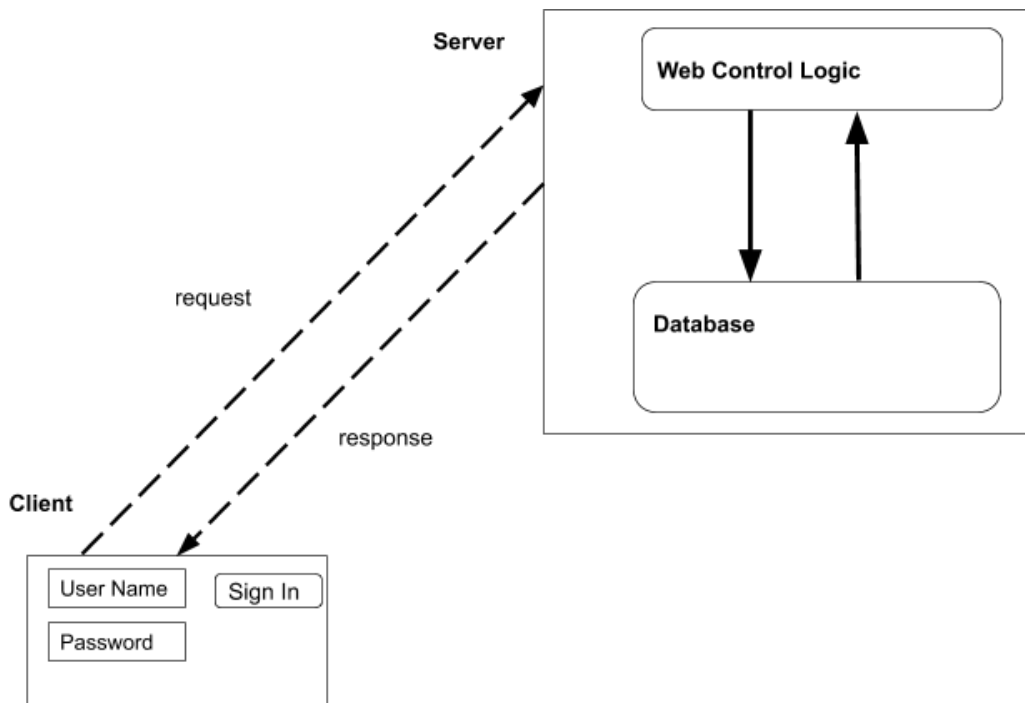 Server
Web Control Logic
request
Database
response
Client
User Name
Sign In
Password